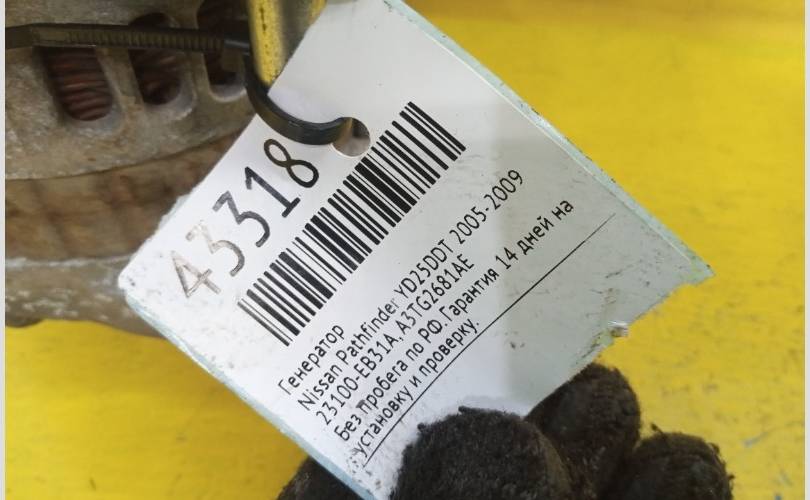 43318
Генератор
Nissan Pathfinder YD25DDT 2005-2009
23100-EB31A, A3TG2681AE
Без пробега по РФ. Гарантия 14 дней на
установку и проверку.